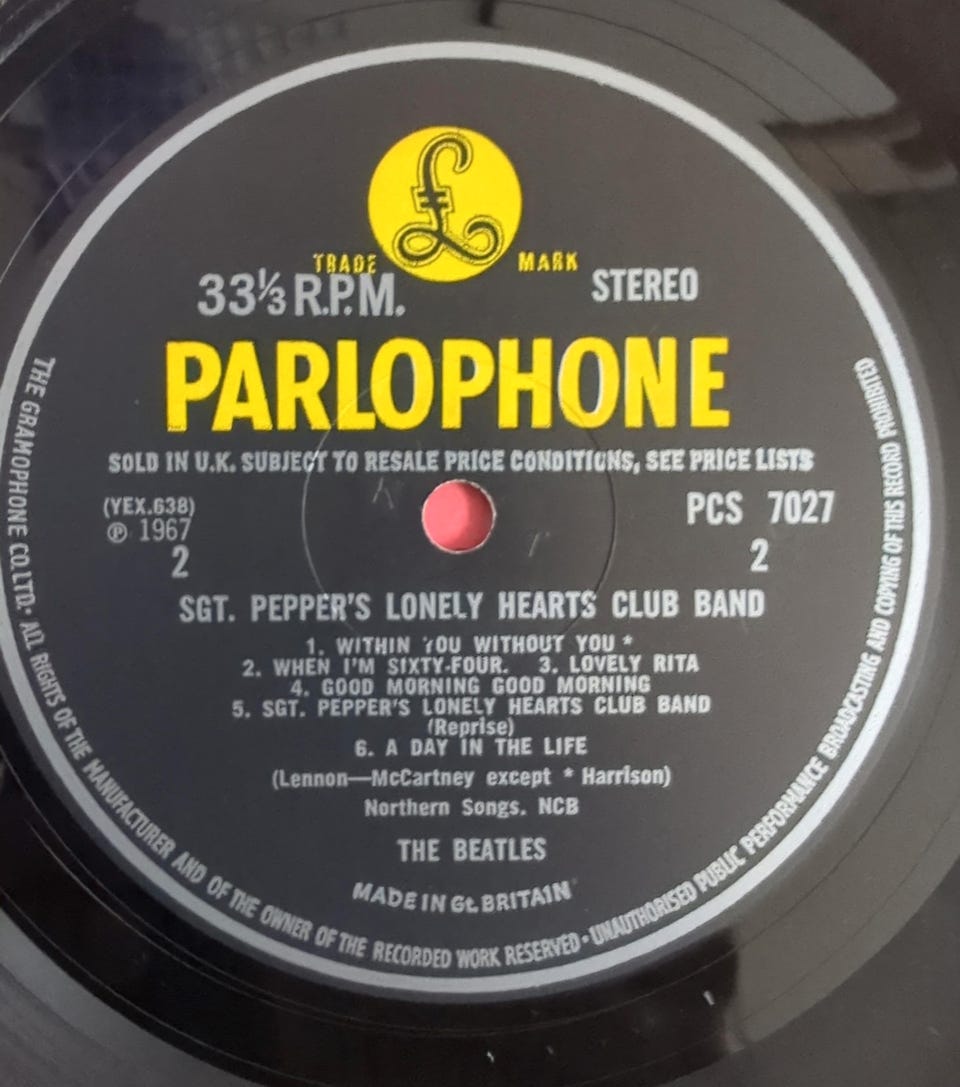 £
TRADE MARK
33⅓ R.P.M. STEREO
PARLOPHONE
SOLD IN U.K. SUBJECT TO RESALE PRICE CONDITIONS, SEE PRICE LISTS
(YEX.638) PCS 7027
℗ 1967
2 2
SGT. PEPPER'S LONELY HEARTS CLUB BAND
1. WITHIN YOU WITHOUT YOU *
2. WHEN I'M SIXTY-FOUR. 3. LOVELY RITA
4. GOOD MORNING GOOD MORNING
5. SGT. PEPPER'S LONELY HEARTS CLUB BAND
(Reprise)
6. A DAY IN THE LIFE
(Lennon—McCartney except * Harrison)
Northern Songs. NCB
THE BEATLES
MADE IN Gt. BRITAIN
THE GRAMOPHONE CO. LTD. · ALL RIGHTS OF THE MANUFACTURER AND OF THE OWNER OF THE RECORDED WORK RESERVED · UNAUTHORISED PUBLIC PERFORMANCE BROADCASTING AND COPYING OF THIS RECORD PROHIBITED